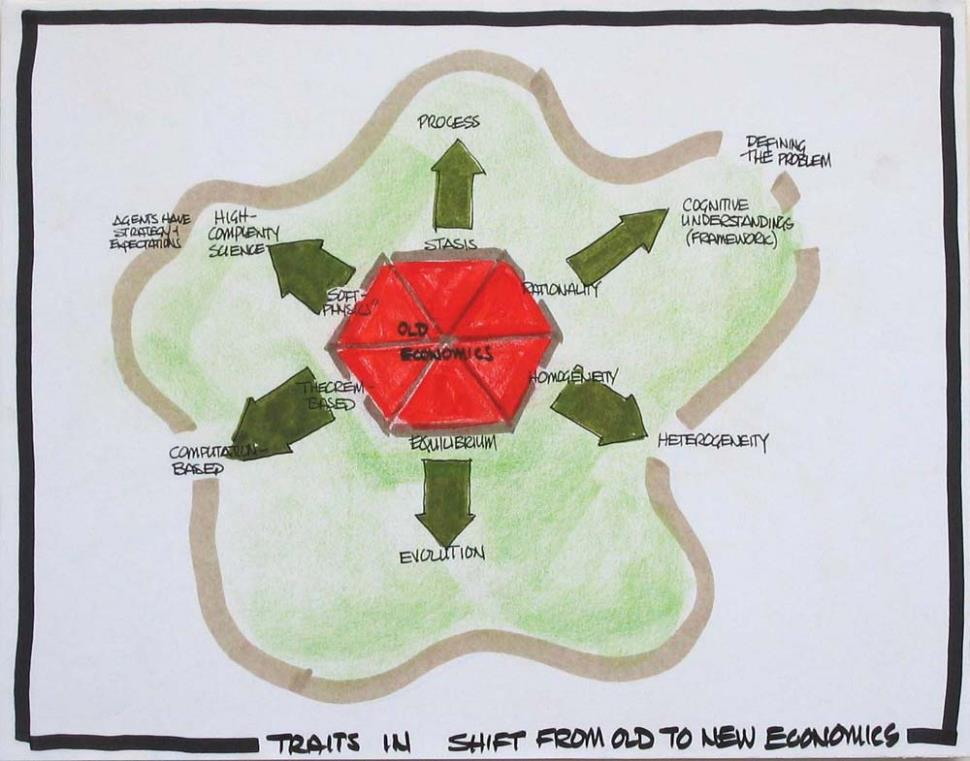 PROCESS
DEFINING
THE PROBLEM
AGENTS HAVE
STRATEGY +
EXPECTATIONS
HIGH-
COMPLEXITY
SCIENCE
COGNITIVE
UNDERSTANDINGS
(FRAMEWORK)
STASIS
"SOFT-
PHYSICS"
RATIONALITY
OLD
ECONOMICS
THEOREM-
BASED
HOMOGENEITY
EQUILIBRIUM
HETEROGENEITY
COMPUTATION-
BASED
EVOLUTION
TRAITS IN SHIFT FROM OLD TO NEW ECONOMICS